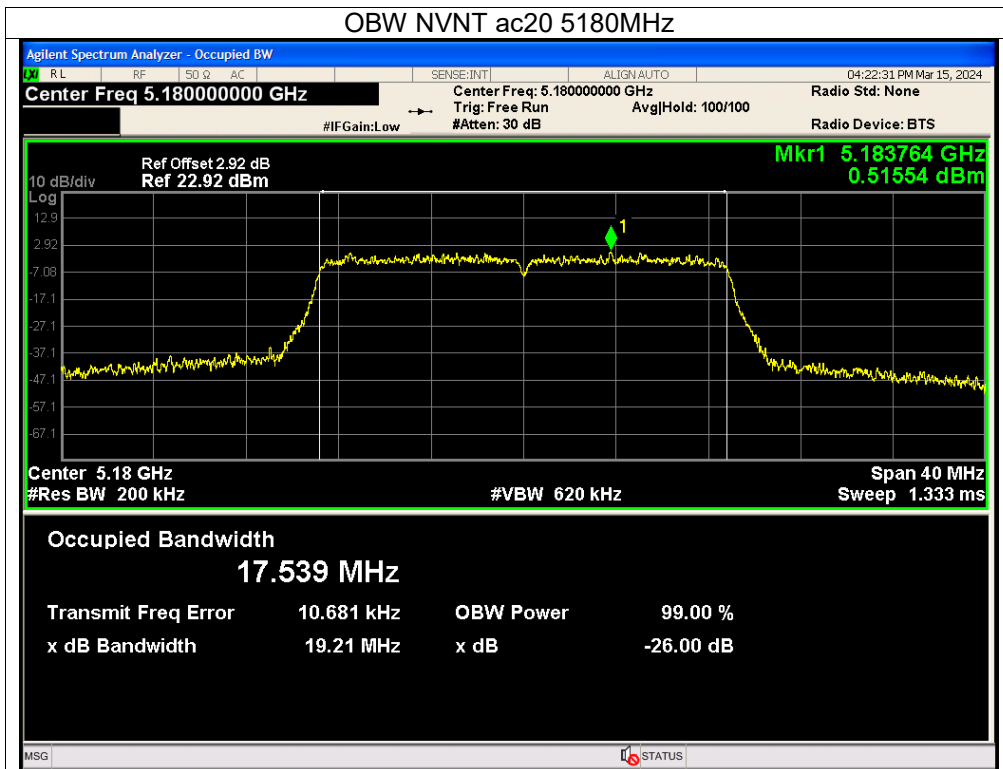 OBW NVNT ac20 5180MHz
Agilent Spectrum Analyzer - Occupied BW
LXI RL RF 50 Ω AC SENSE:INT ALIGN AUTO 04:22:31 PM Mar 15, 2024
Center Freq 5.180000000 GHz Center Freq: 5.180000000 GHz Radio Std: None
Trig: Free Run Avg|Hold: 100/100
#IFGain:Low #Atten: 30 dB Radio Device: BTS
Mkr1 5.183764 GHz
0.51554 dBm
Ref Offset 2.92 dB
10 dB/div Ref 22.92 dBm
Log
12.9
1
2.92
-7.08
-17.1
-27.1
-37.1
-47.1
-57.1
-67.1
Center 5.18 GHz Span 40 MHz
#Res BW 200 kHz #VBW 620 kHz Sweep 1.333 ms
Occupied Bandwidth
17.539 MHz
Transmit Freq Error 10.681 kHz OBW Power 99.00 %
x dB Bandwidth 19.21 MHz x dB -26.00 dB
MSG STATUS